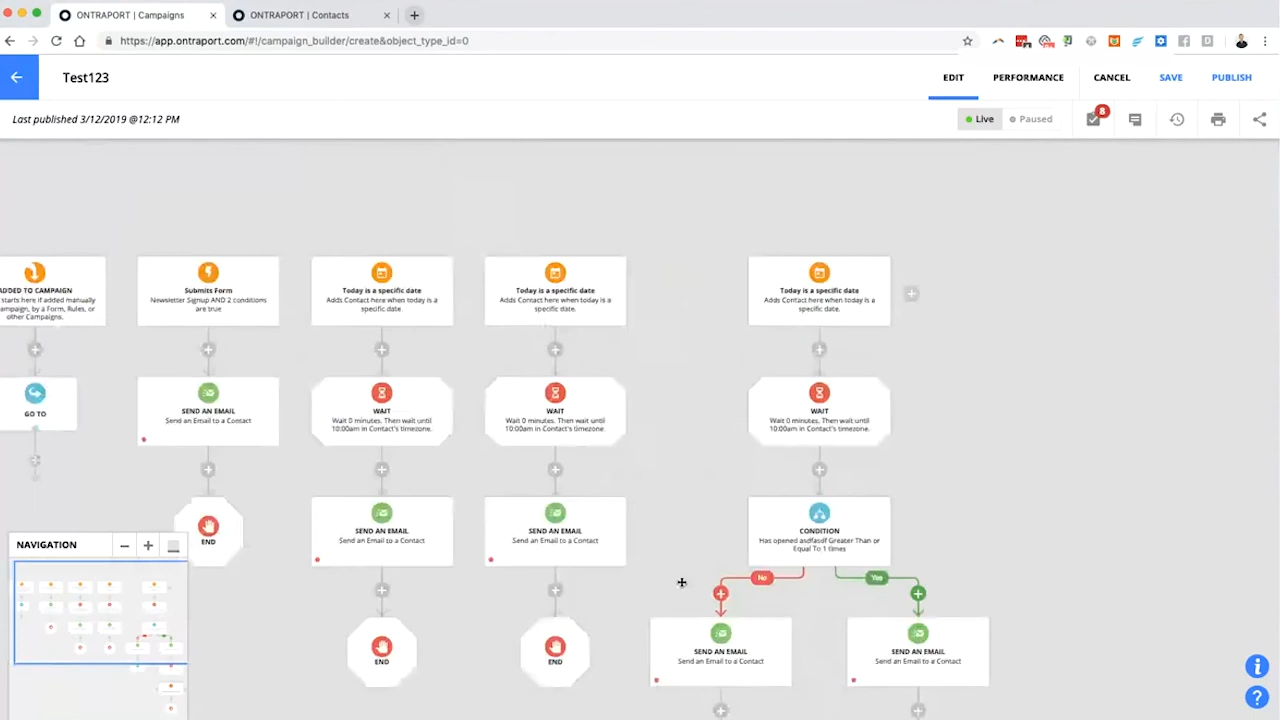 ONTRAPORT | Campaigns
ONTRAPORT | Contacts
https://app.ontraport.com/#!/campaign_builder/create&object_type_id=0
Test123
EDIT
PERFORMANCE
CANCEL
SAVE
PUBLISH
Last published 3/12/2019 @12:12 PM
Live
Paused
8
ADDED TO CAMPAIGN
starts here if added manually
ampaign, by a Form, Rules, or
other Campaigns.
Submits Form
Newsletter Signup AND 2 conditions
are true
Today is a specific date
Adds Contact here when today is a
specific date.
Today is a specific date
Adds Contact here when today is a
specific date.
Today is a specific date
Adds Contact here when today is a
specific date.
GO TO
SEND AN EMAIL
Send an Email to a Contact
WAIT
Wait 0 minutes. Then wait until
10:00am in Contact's timezone.
WAIT
Wait 0 minutes. Then wait until
10:00am in Contact's timezone.
WAIT
Wait 0 minutes. Then wait until
10:00am in Contact's timezone.
END
SEND AN EMAIL
Send an Email to a Contact
SEND AN EMAIL
Send an Email to a Contact
CONDITION
Has opened asdfasdf Greater Than or
Equal To 1 times
No
Yes
END
END
SEND AN EMAIL
Send an Email to a Contact
SEND AN EMAIL
Send an Email to a Contact
NAVIGATION